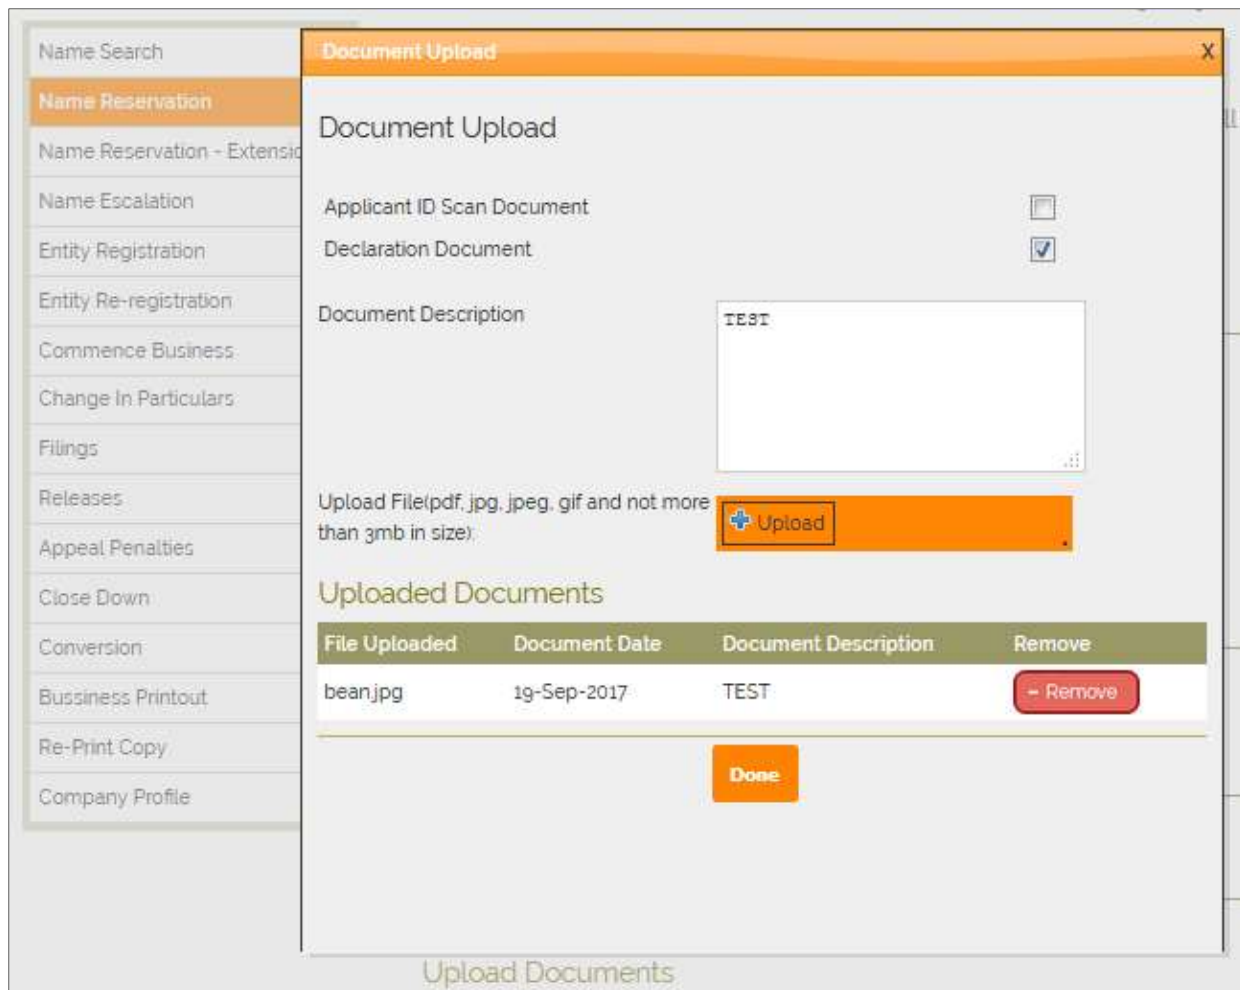 Name Search
Name Reservation
Name Reservation - Extensio
Name Escalation
Entity Registration
Entity Re-registration
Commence Business
Change In Particulars
Filings
Releases
Appeal Penalties
Close Down
Conversion
Bussiness Printout
Re-Print Copy
Company Profile
Document Upload X
Document Upload
Applicant ID Scan Document
Declaration Document
Document Description TEST
Upload File(pdf, jpg, jpeg, gif and not more
than 3mb in size):
Upload
Uploaded Documents
File Uploaded Document Date Document Description Remove
bean.jpg 19-Sep-2017 TEST - Remove
Done
Upload Documents